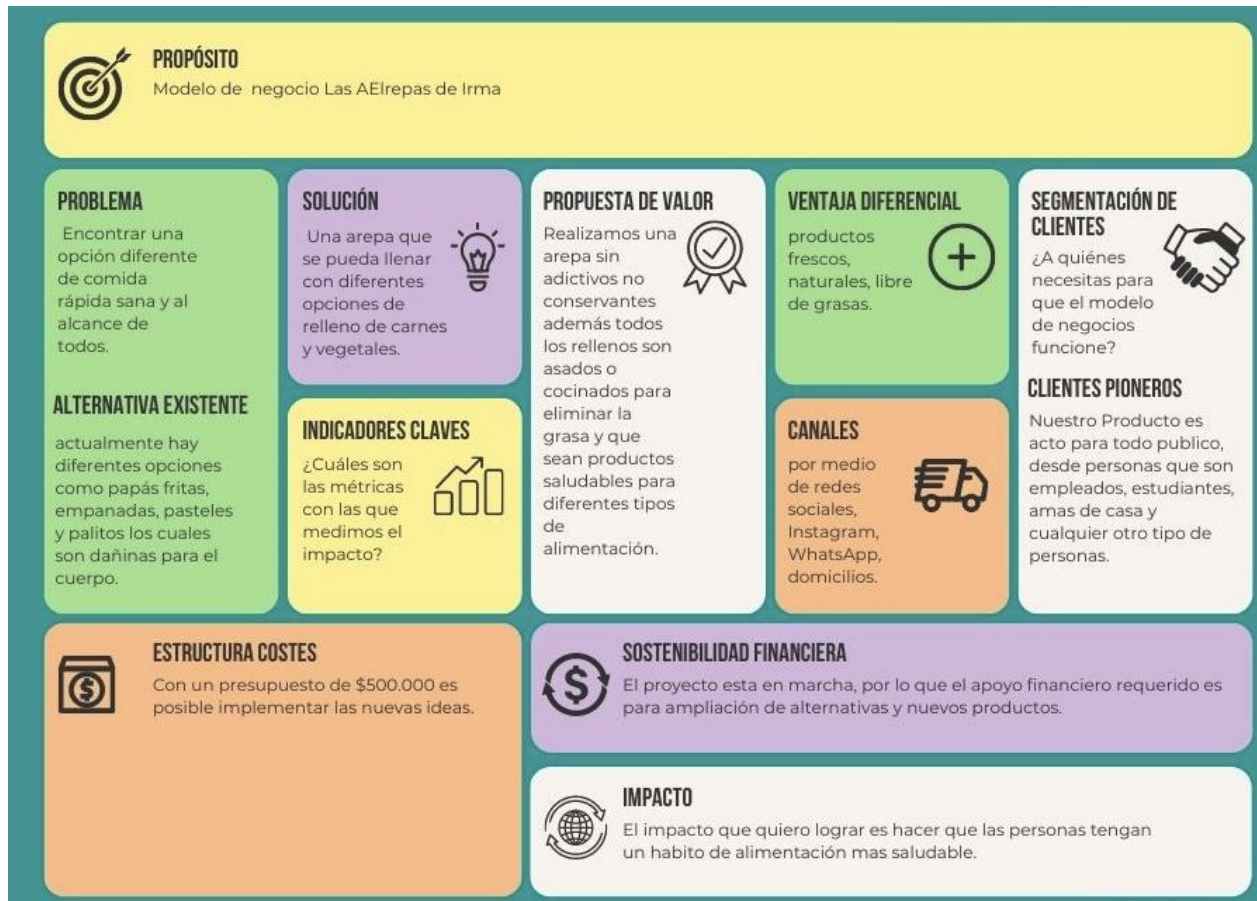 PROPÓSITO
Modelo de negocio Las AEIrepas de Irma
PROBLEMA
Encontrar una
opción diferente
de comida
rápida sana y al
alcance de
todos.
ALTERNATIVA EXISTENTE
actualmente hay
diferentes opciones
como papás fritas,
empanadas, pasteles
y palitos los cuales
son dañinas para el
cuerpo.
SOLUCIÓN
Una arepa que
se pueda llenar
con diferentes
opciones de
relleno de carnes
y vegetales.
INDICADORES CLAVES
¿Cuáles son
las métricas
con las que
medimos el
impacto?
PROPUESTA DE VALOR
Realizamos una
arepa sin
adictivos no
conservantes
además todos
los rellenos son
asados o
cocinados para
eliminar la
grasa y que
sean productos
saludables para
diferentes tipos
de
alimentación.
VENTAJA DIFERENCIAL
productos
frescos,
naturales, libre
de grasas.
CANALES
por medio
de redes
sociales,
Instagram,
WhatsApp,
domicilios.
SEGMENTACIÓN DE
CLIENTES
¿A quiénes
necesitas para
que el modelo
de negocios
funcione?
CLIENTES PIONEROS
Nuestro Producto es
acto para todo publico,
desde personas que son
empleados, estudiantes,
amas de casa y
cualquier otro tipo de
personas.
ESTRUCTURA COSTES
Con un presupuesto de $500.000 es
posible implementar las nuevas ideas.
SOSTENIBILIDAD FINANCIERA
El proyecto esta en marcha, por lo que el apoyo financiero requerido es
para ampliación de alternativas y nuevos productos.
IMPACTO
El impacto que quiero lograr es hacer que las personas tengan
un habito de alimentación mas saludable.